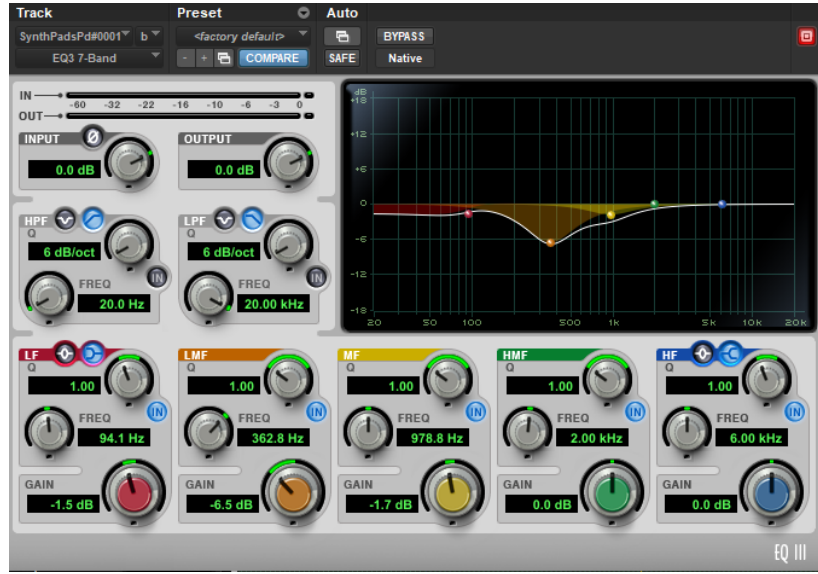 Track Preset Auto
SynthPadsPd#0001 b <factory default> BYPASS
EQ3 7-Band - + COMPARE SAFE Native
IN
-60 -32 -22 -16 -10 -6 -3 0
OUT
INPUT Ø OUTPUT
0.0 dB 0.0 dB
HPF LPF
Q Q
6 dB/oct 6 dB/oct
IN IN
FREQ FREQ
20.0 Hz 20.00 kHz
dB
+18
+12
+6
0
-6
-12
-18
20 50 100 500 1k 5k 10k 20k
LF LMF MF HMF HF
Q Q Q Q Q
1.00 1.00 1.00 1.00 1.00
IN IN IN IN IN
FREQ FREQ FREQ FREQ FREQ
94.1 Hz 362.8 Hz 978.8 Hz 2.00 kHz 6.00 kHz
GAIN GAIN GAIN GAIN GAIN
-1.5 dB -6.5 dB -1.7 dB 0.0 dB 0.0 dB
EQ III